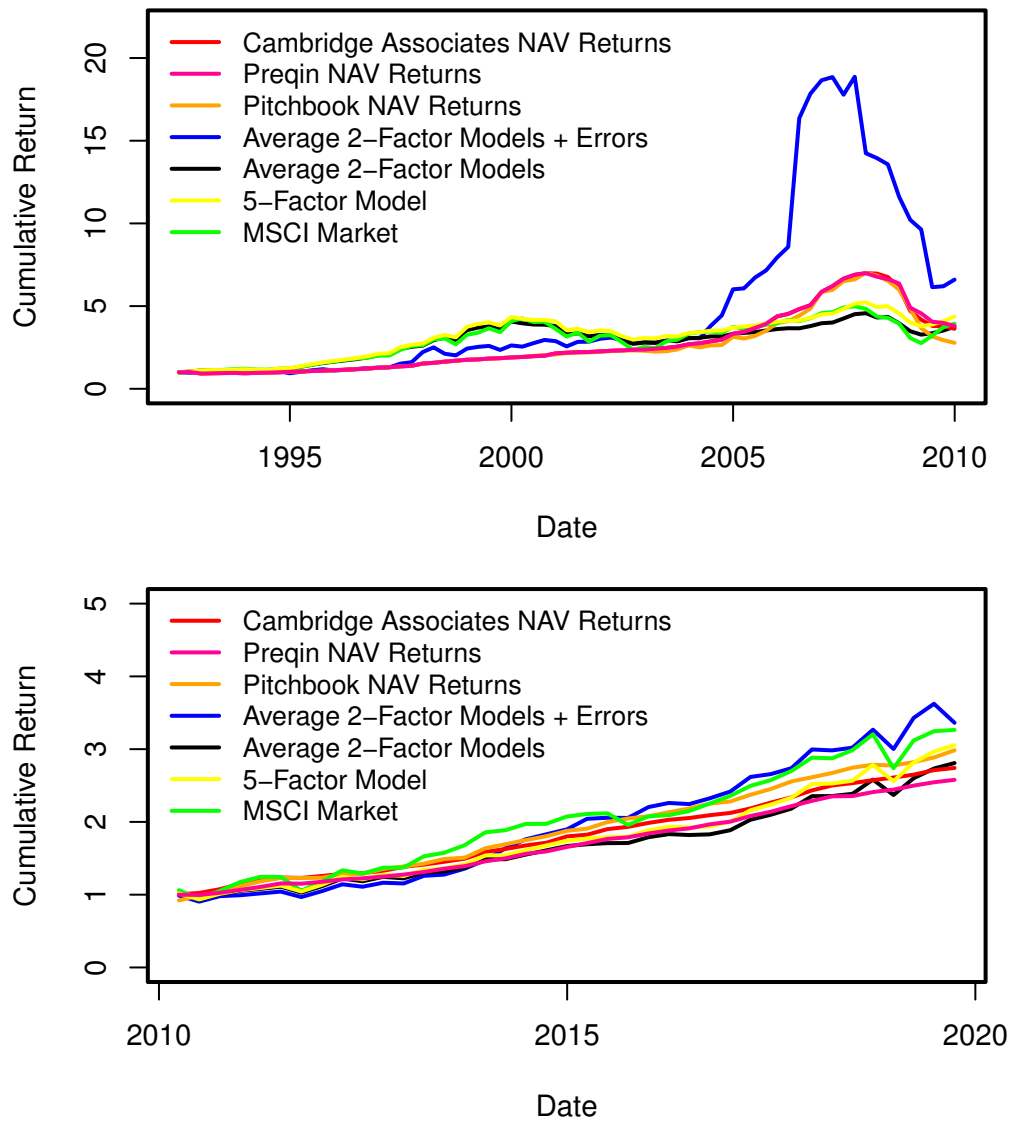 Cumulative Return
20
15
10
5
0
Cambridge Associates NAV Returns
Preqin NAV Returns
Pitchbook NAV Returns
Average 2−Factor Models + Errors
Average 2−Factor Models
5−Factor Model
MSCI Market
1995
2000
2005
2010
Date
Cumulative Return
5
4
3
2
1
0
Cambridge Associates NAV Returns
Preqin NAV Returns
Pitchbook NAV Returns
Average 2−Factor Models + Errors
Average 2−Factor Models
5−Factor Model
MSCI Market
2010
2015
2020
Date